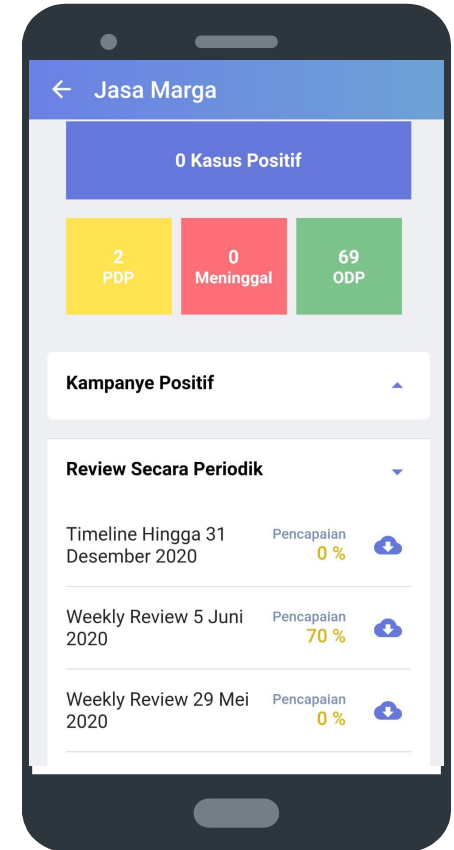 Jasa Marga
0 Kasus Positif
2
PDP
0
Meninggal
69
ODP
Kampanye Positif
Review Secara Periodik
Timeline Hingga 31
Desember 2020
Pencapaian
0 %
Weekly Review 5 Juni
2020
Pencapaian
70 %
Weekly Review 29 Mei
2020
Pencapaian
0 %